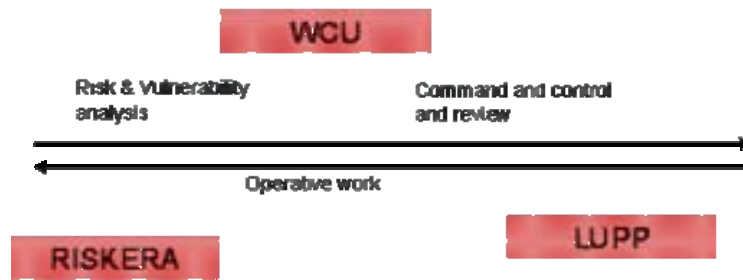 WCU
Risk & Vulnerability
analysis
Command and control
and review
Operative work
LUPP
RISKERA